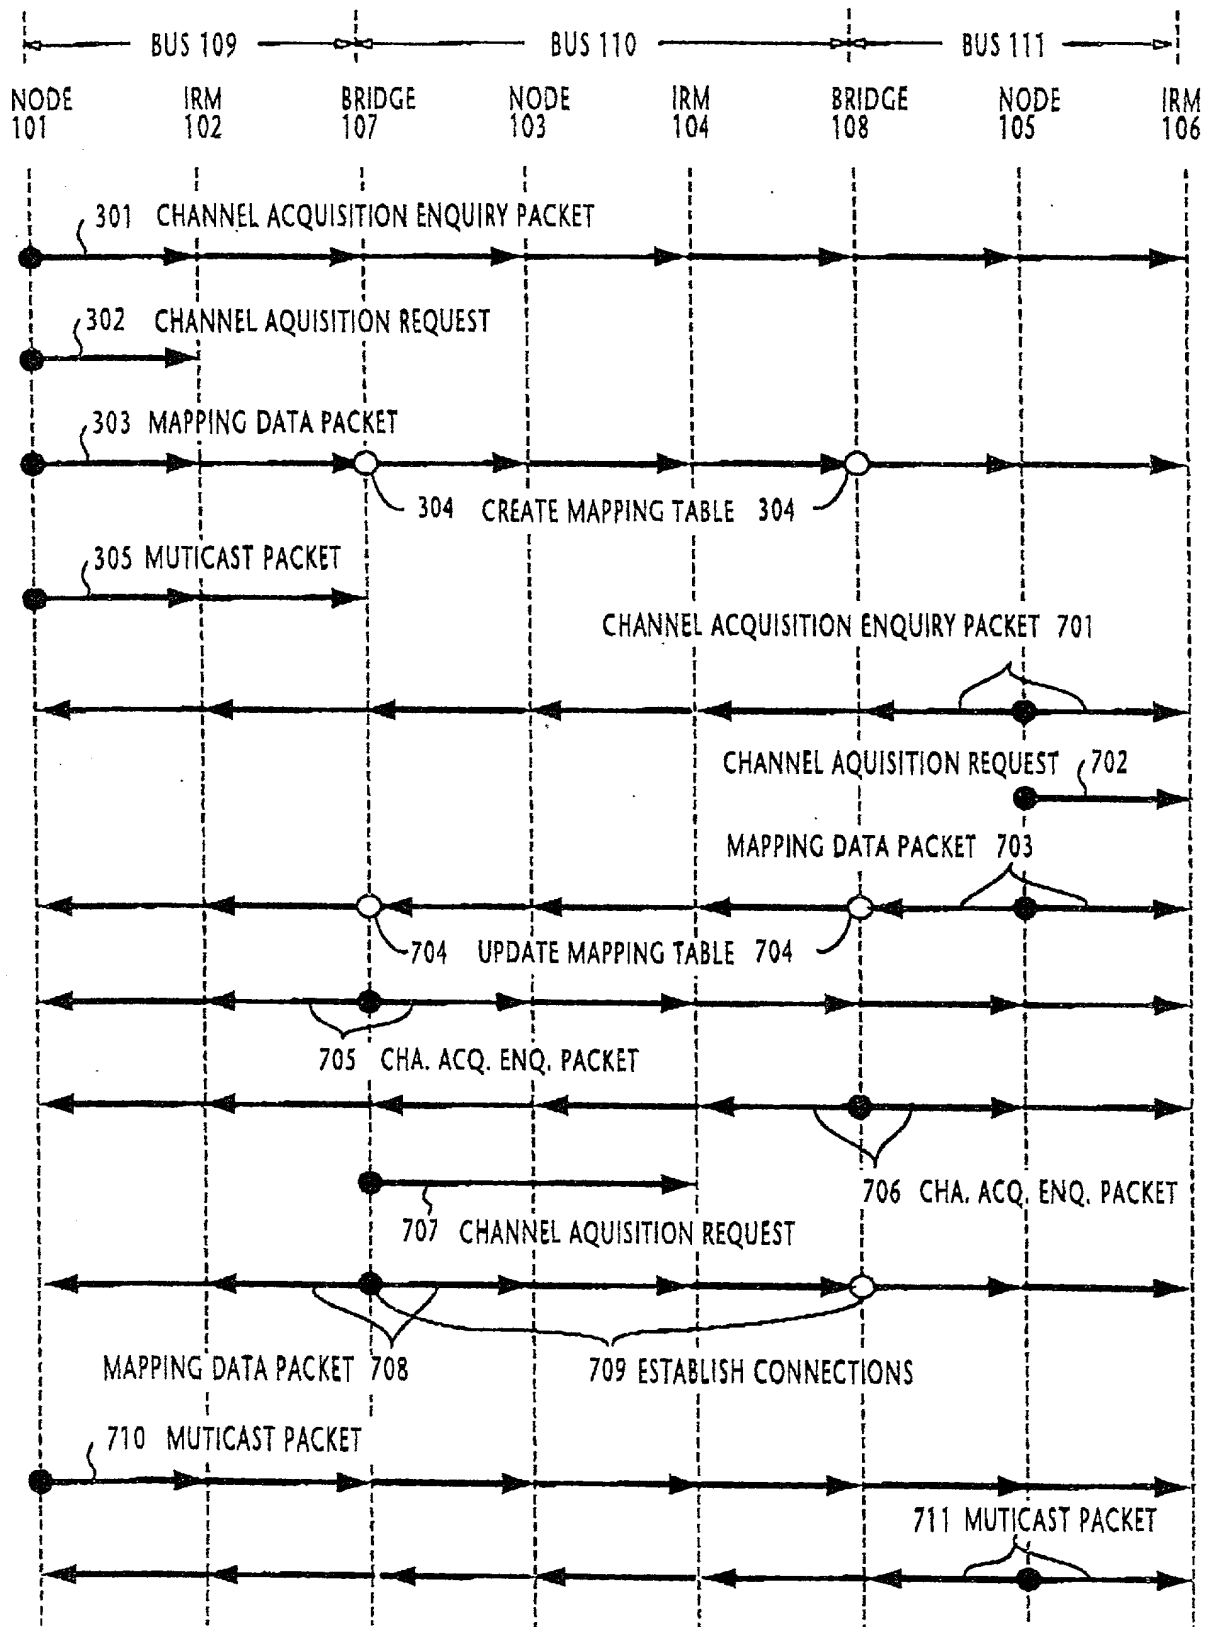 BUS 109 BUS 110 BUS 111
NODE IRM BRIDGE NODE IRM BRIDGE NODE IRM
101 102 107 103 104 108 105 106
301 CHANNEL ACQUISITION ENQUIRY PACKET
302 CHANNEL AQUISITION REQUEST
303 MAPPING DATA PACKET
304 CREATE MAPPING TABLE 304
305 MUTICAST PACKET
CHANNEL ACQUISITION ENQUIRY PACKET 701
CHANNEL AQUISITION REQUEST 702
MAPPING DATA PACKET 703
704 UPDATE MAPPING TABLE 704
705 CHA. ACQ. ENQ. PACKET
706 CHA. ACQ. ENQ. PACKET
707 CHANNEL AQUISITION REQUEST
MAPPING DATA PACKET 708 709 ESTABLISH CONNECTIONS
710 MUTICAST PACKET
711 MUTICAST PACKET